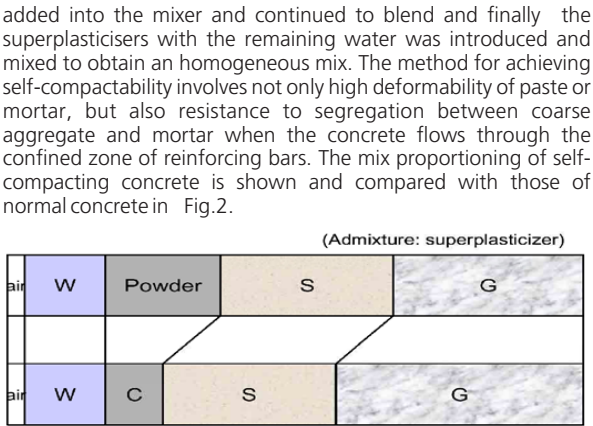 added into the mixer and continued to blend and finally the
superplasticisers with the remaining water was introduced and
mixed to obtain an homogeneous mix. The method for achieving
self-compactability involves not only high deformability of paste or
mortar, but also resistance to segregation between coarse
aggregate and mortar when the concrete flows through the
confined zone of reinforcing bars. The mix proportioning of self-
compacting concrete is shown and compared with those of
normal concrete in Fig.2.
(Admixture: superplasticizer)
air W Powder S G
air W C S G